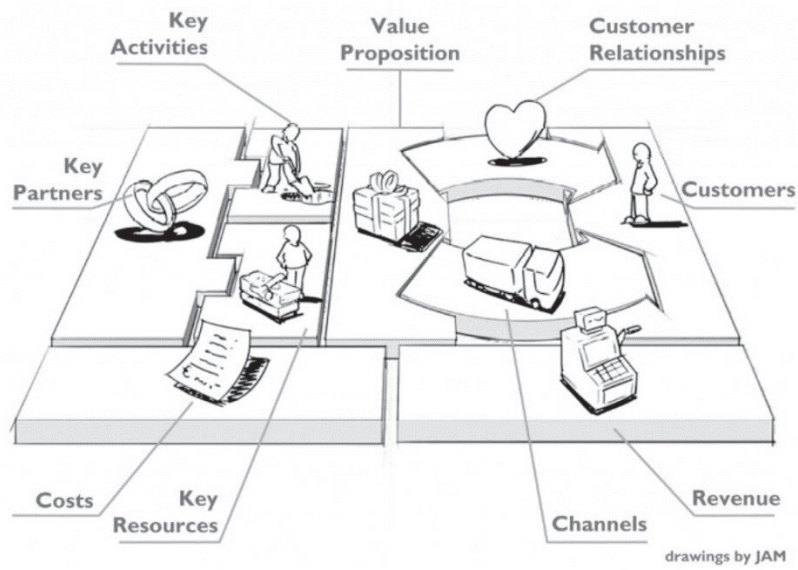 Key
Activities
Value
Proposition
Customer
Relationships
Key
Partners
Customers
Costs
Key
Resources
Channels
Revenue
drawings by JAM